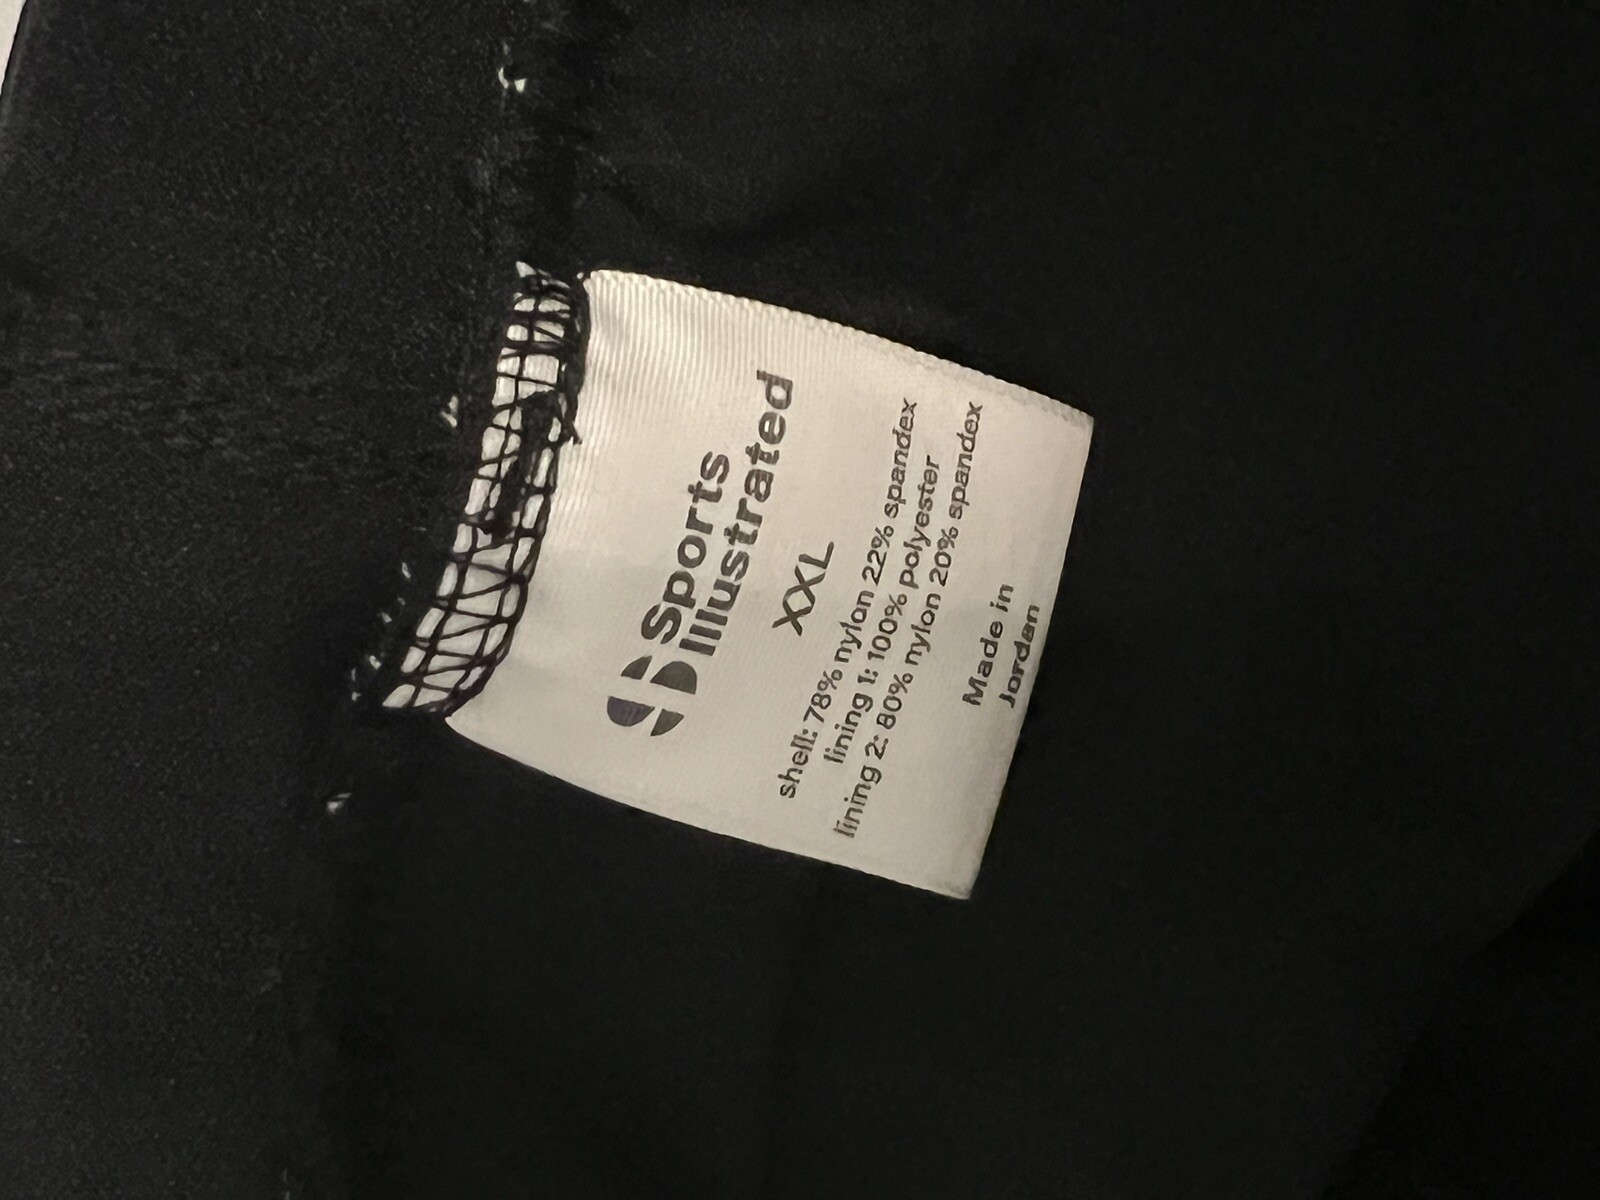 Sports
Illustrated
XXL
shell: 78% nylon 22% spandex
lining 1: 100% polyester
lining 2: 80% nylon 20% spandex
Made in
Jordan